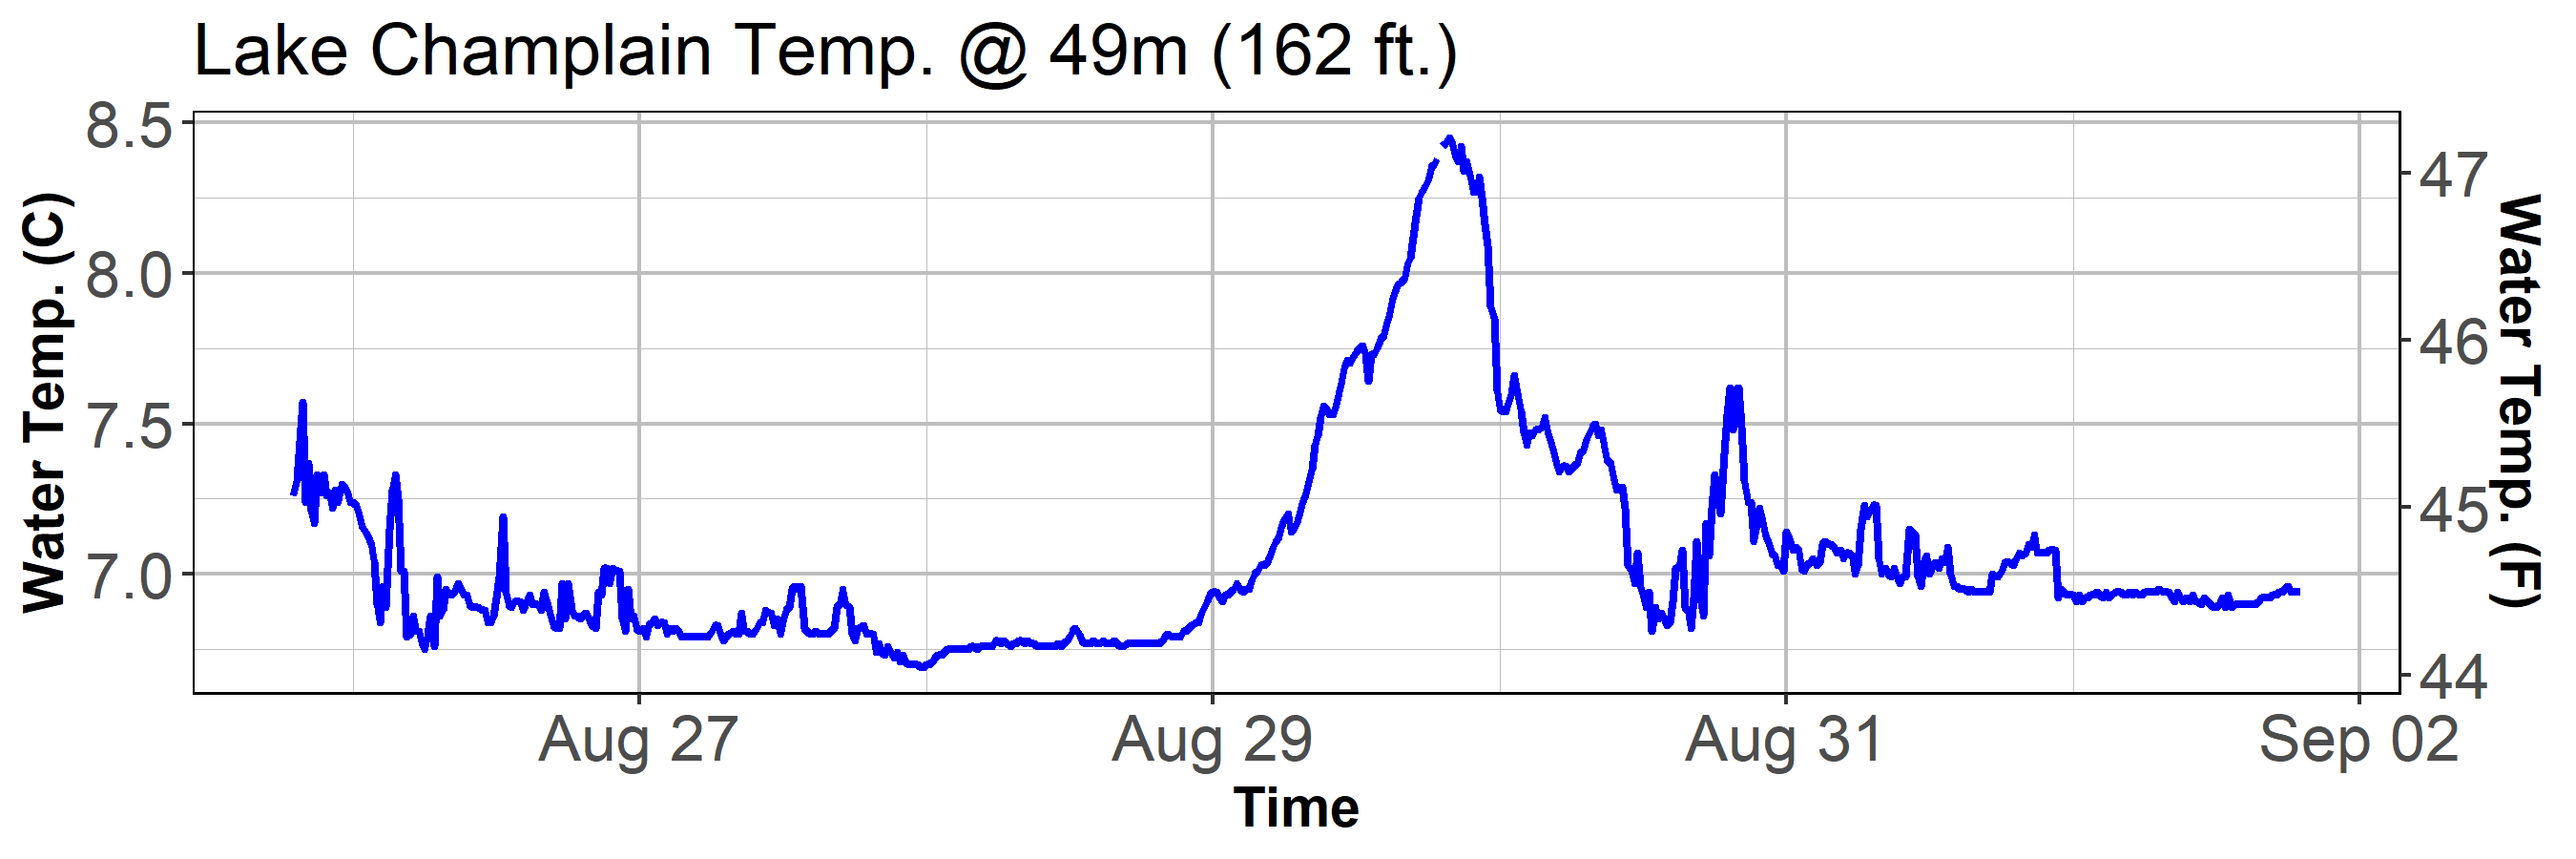 Lake Champlain Temp. @ 49m (162 ft.)
8.5
8.0
7.5
7.0
Water Temp. (C)
47
46
45
44
Water Temp. (F)
Aug 27 Aug 29 Aug 31 Sep 02
Time